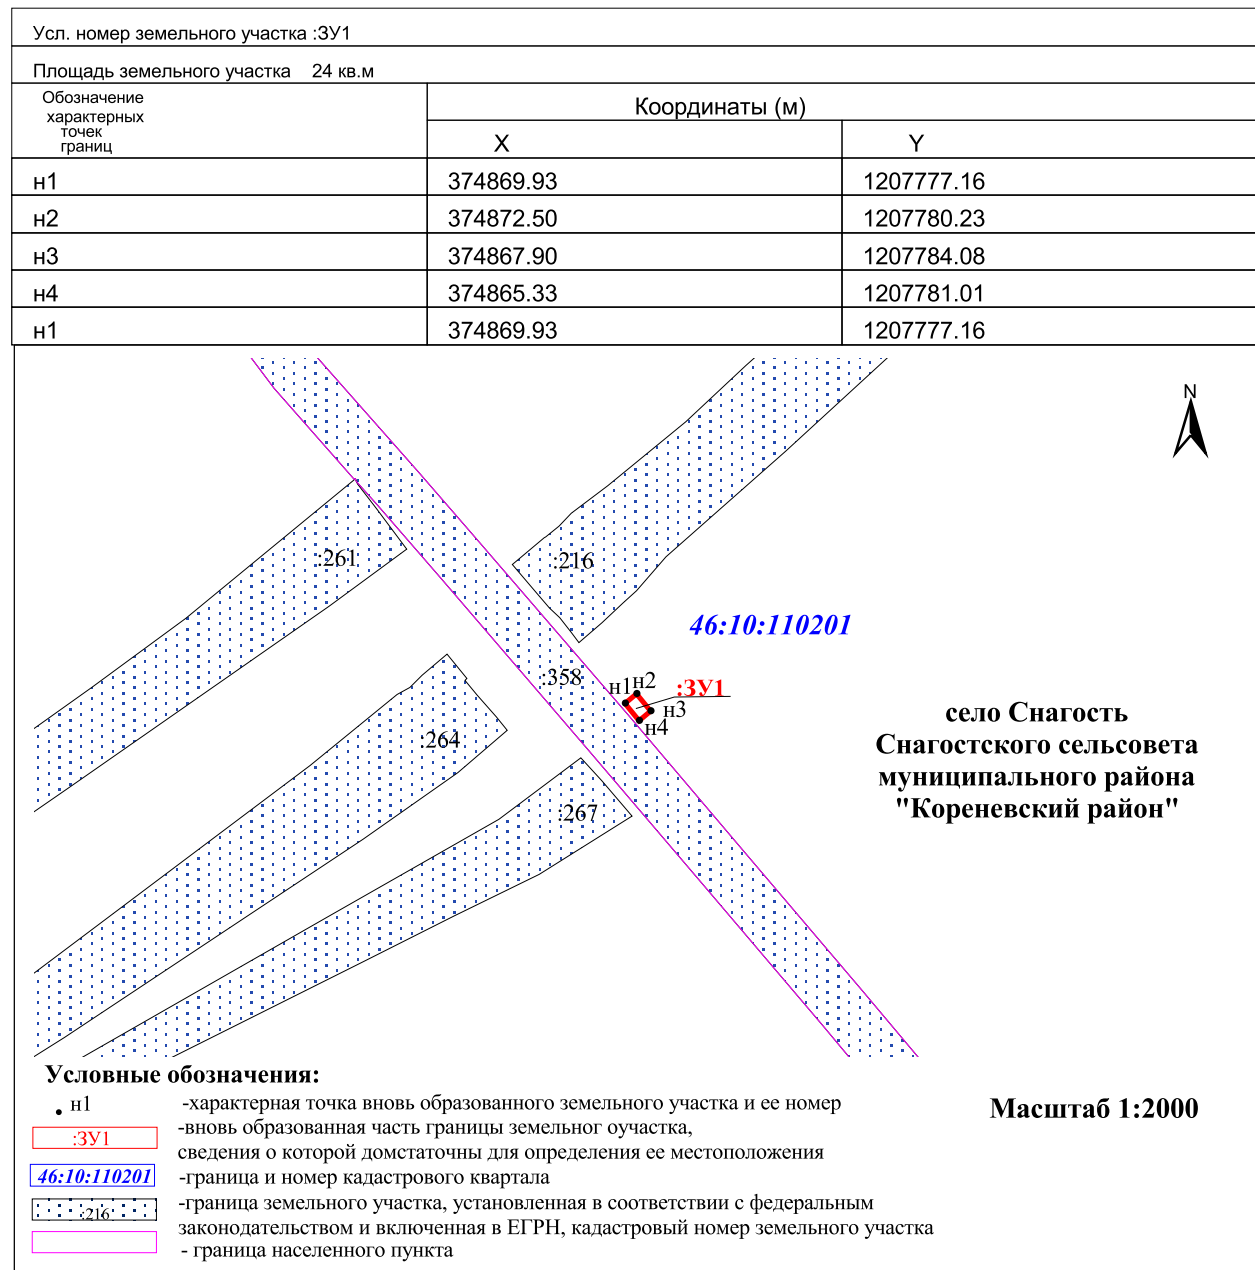 Усл. номер земельного участка :ЗУ1
Площадь земельного участка 24 кв.м
Обозначение
характерных
точек
границ
Координаты (м)
X
Y
н1 374869.93 1207777.16
н2 374872.50 1207780.23
н3 374867.90 1207784.08
н4 374865.33 1207781.01
н1 374869.93 1207777.16
N
:261
:216
46:10:110201
:358
н1
н2
:ЗУ1
н3
н4
:264
:267
село Снагость
Снагостского сельсовета
муниципального района
"Кореневский район"
Условные обозначения:
н1 -характерная точка вновь образованного земельного участка и ее номер
:ЗУ1 -вновь образованная часть границы земельног оучастка,
сведения о которой домстаточны для определения ее местоположения
46:10:110201 -граница и номер кадастрового квартала
:216 -граница земельного участка, установленная в соответствии с федеральным
законодательством и включенная в ЕГРН, кадастровый номер земельного участка
- граница населенного пункта
Масштаб 1:2000